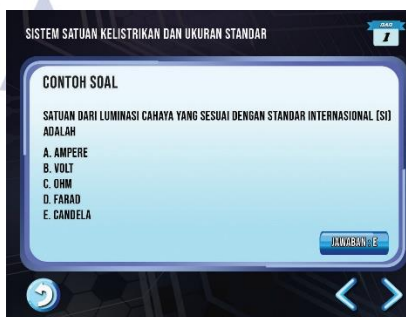 SISTEM SATUAN KELISTRIKAN DAN UKURAN STANDAR
BAB
I
CONTOH SOAL
SATUAN DARI LUMINASI CAHAYA YANG SESUAI DENGAN STANDAR INTERNASIONAL (SI)
ADALAH
A. AMPERE
B. VOLT
C. OHM
D. FARAD
E. CANDELA
JAWABAN: E